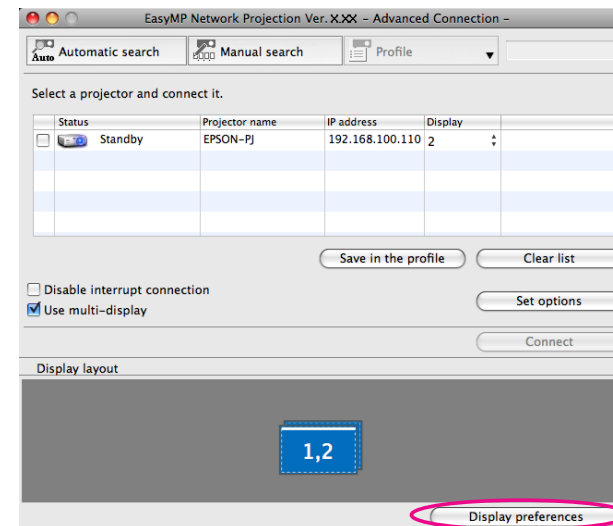 EasyMP Network Projection Ver. X.XX – Advanced Connection –
Auto Automatic search Manual search Profile
Select a projector and connect it.
Status Projector name IP address Display
Standby EPSON-PJ 192.168.100.110 2
Save in the profile Clear list
Disable interrupt connection
Set options
Use multi-display
Connect
Display layout
1,2
Display preferences